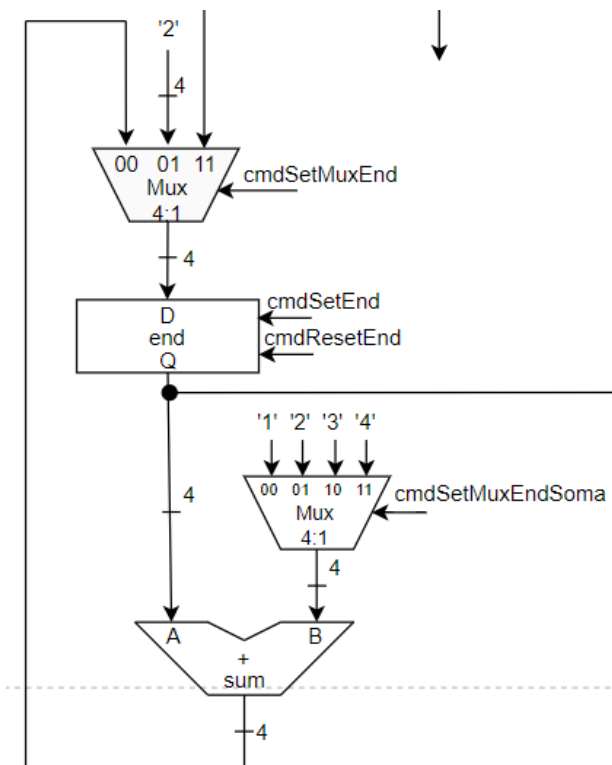 '2'
4
00 01 11
Mux
4:1
cmdSetMuxEnd
4
D
end
Q
cmdSetEnd
cmdResetEnd
'1' '2' '3' '4'
00 01 10 11
Mux
4:1
cmdSetMuxEndSoma
4
4
A B
+
sum
4